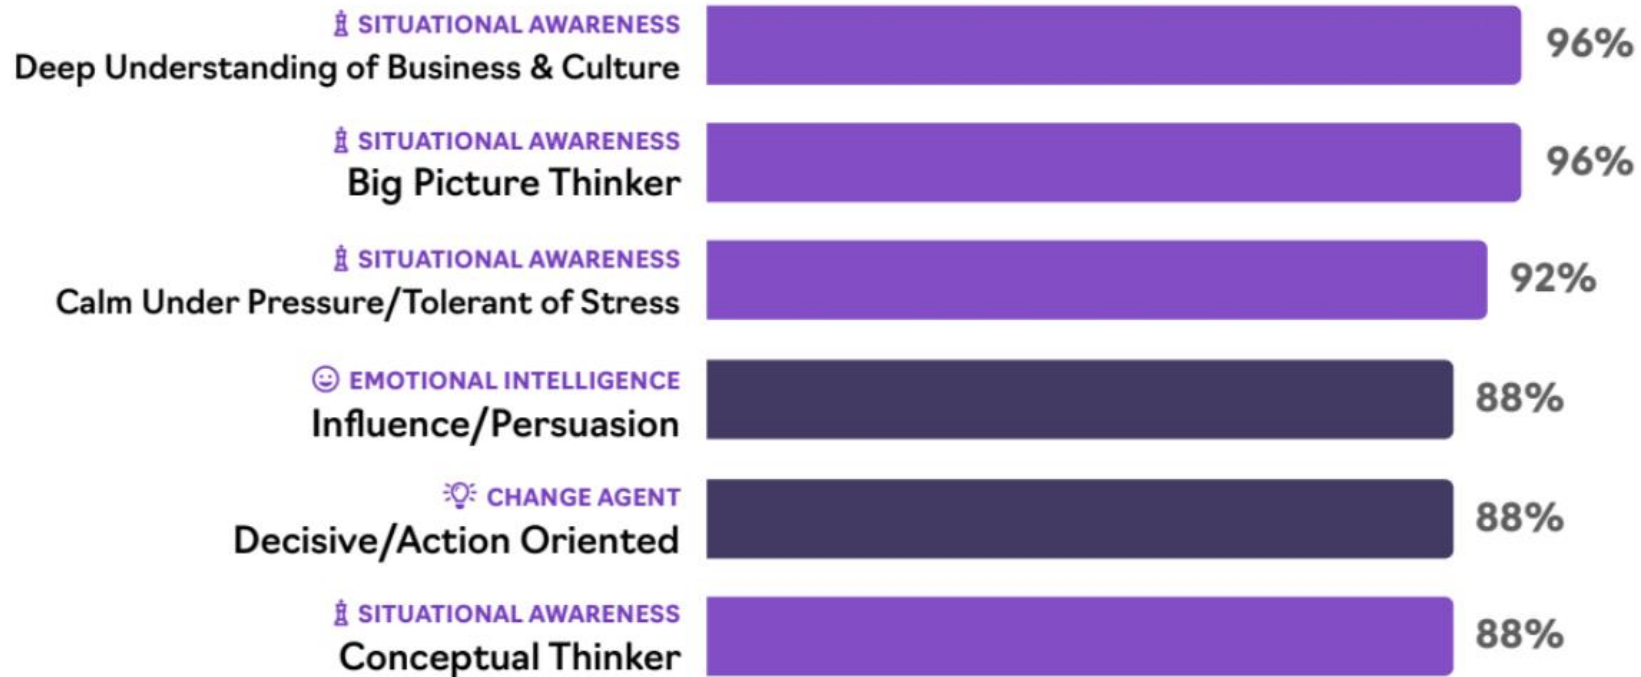 SITUATIONAL AWARENESS
Deep Understanding of Business & Culture
96%
SITUATIONAL AWARENESS
Big Picture Thinker
96%
SITUATIONAL AWARENESS
Calm Under Pressure/Tolerant of Stress
92%
EMOTIONAL INTELLIGENCE
Influence/Persuasion
88%
CHANGE AGENT
Decisive/Action Oriented
88%
SITUATIONAL AWARENESS
Conceptual Thinker
88%